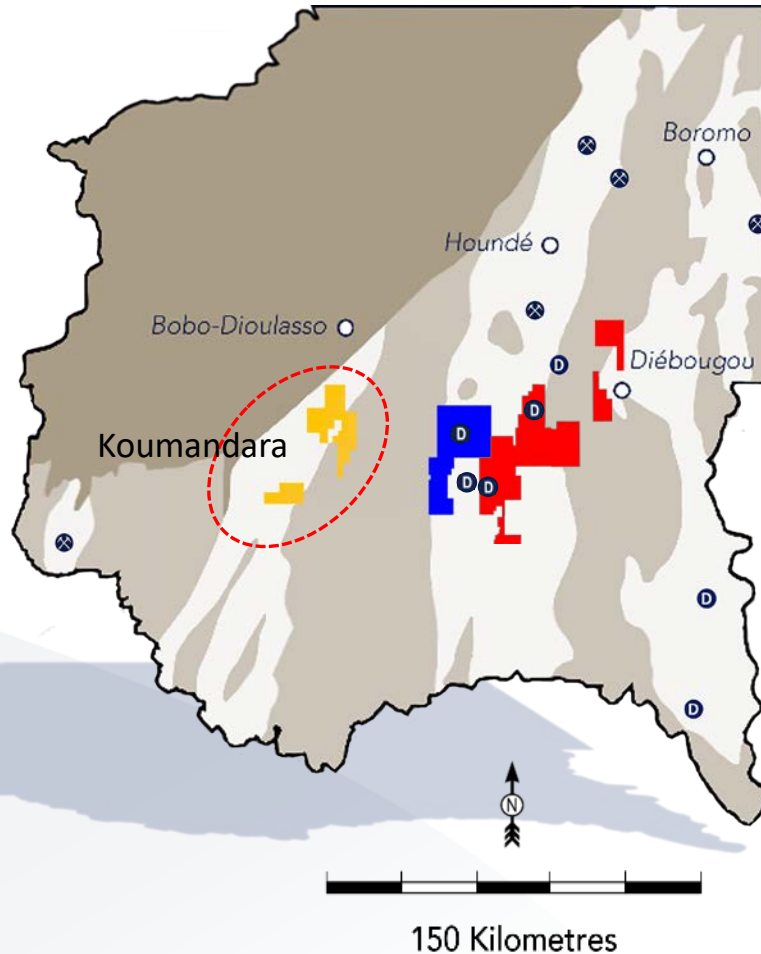 Boromo
Houndé
Bobo-Dioulasso
Diébougou
Koumandara
D
D
D
D
D
D
D
N
150 Kilometres